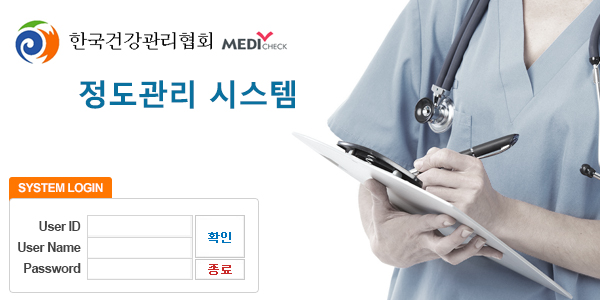 한국건강관리협회 MEDICHECK
정도관리 시스템
SYSTEM LOGIN
User ID
User Name
확인
Password
종료